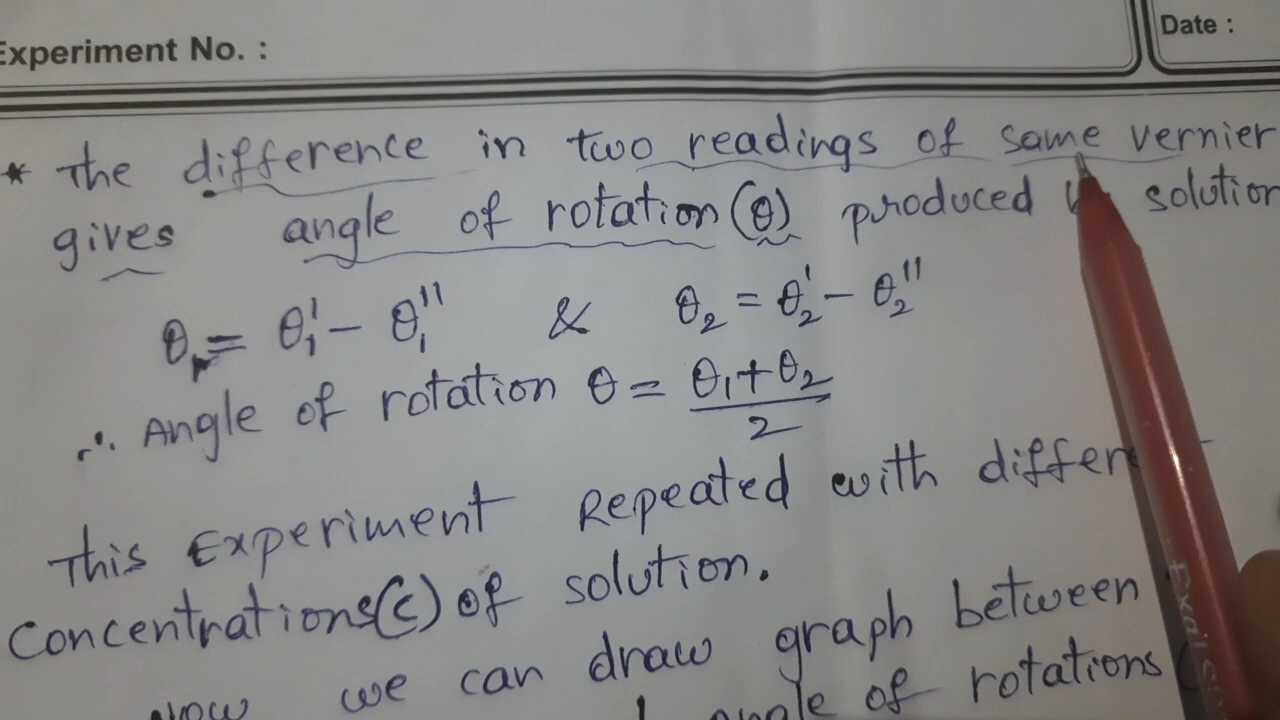 Experiment No. :
Date :
* The difference in two readings of same vernier
gives angle of rotation (θ) produced solution
θ₁ = θ₁' − θ₁'' & θ₂ = θ₂' − θ₂''
∴ Angle of rotation θ = (θ₁+θ₂)/2
This Experiment Repeated with differ
Concentrations(c) of solution.
Now we can draw graph between
angle of rotations